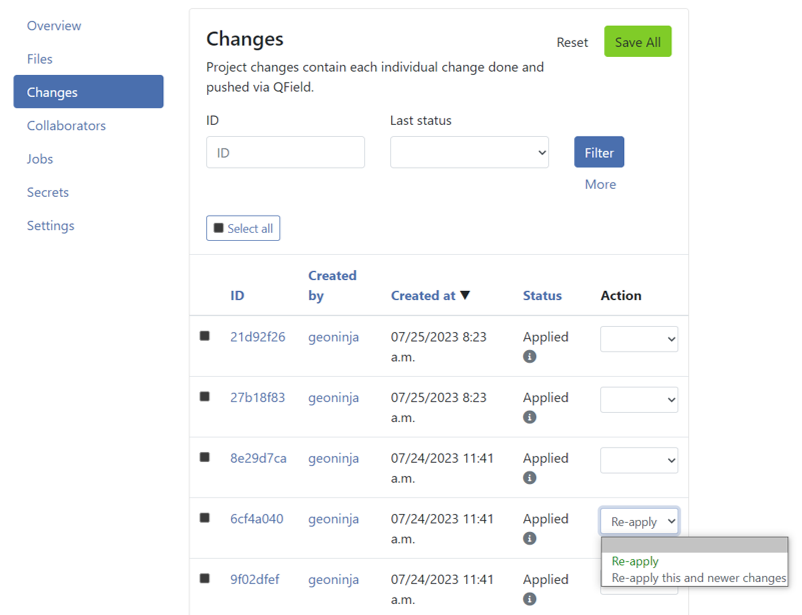 Overview
Files
Changes
Collaborators
Jobs
Secrets
Settings
Changes
Reset
Save All
Project changes contain each individual change done and
pushed via QField.
ID
Last status
ID
Filter
More
Select all
ID
Created
by
Created at ▼
Status
Action
21d92f26
geoninja
07/25/2023 8:23
a.m.
Applied
27b18f83
geoninja
07/25/2023 8:23
a.m.
Applied
8e29d7ca
geoninja
07/24/2023 11:41
a.m.
Applied
6cf4a040
geoninja
07/24/2023 11:41
a.m.
Applied
Re-apply
Re-apply
Re-apply this and newer changes
9f02dfef
geoninja
07/24/2023 11:41
a.m.
Applied